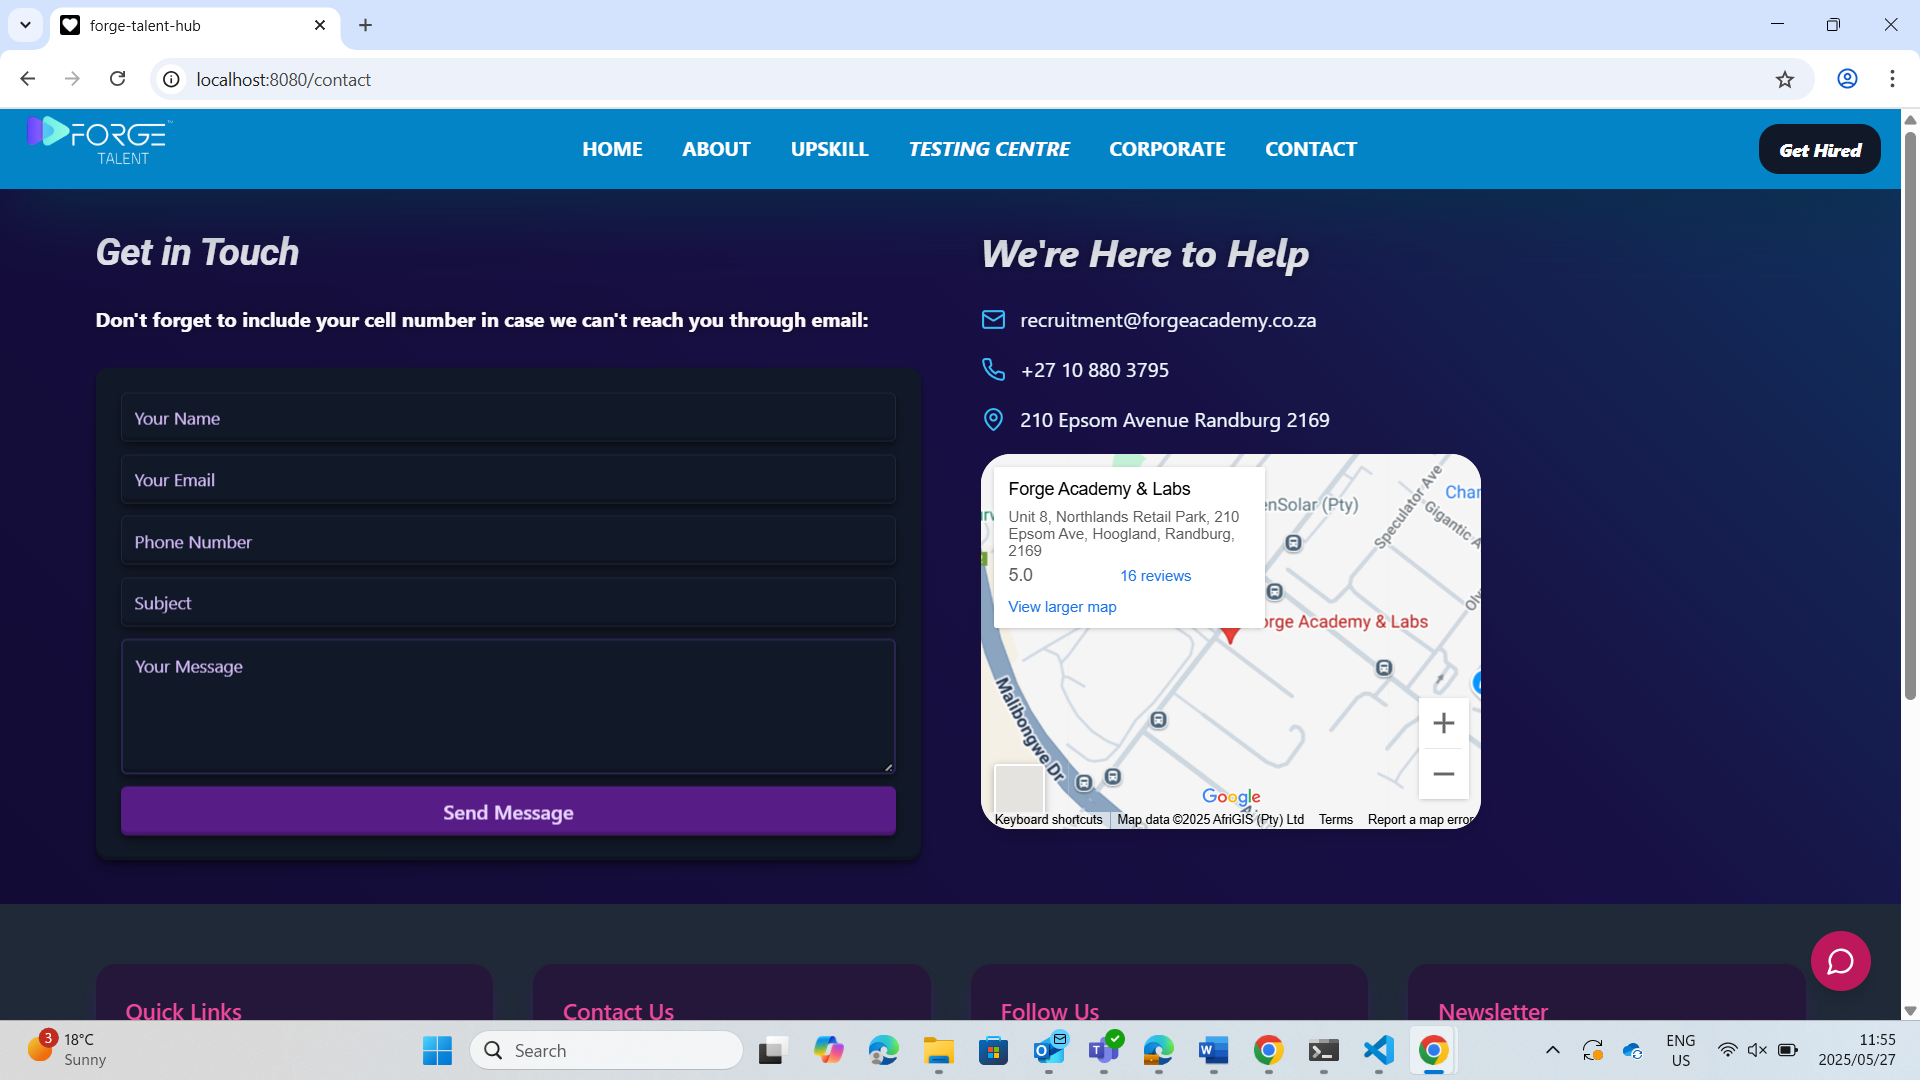 forge-talent-hub
localhost:8080/contact
FORGE™
TALENT
HOME
ABOUT
UPSKILL
TESTING CENTRE
CORPORATE
CONTACT
Get Hired
Get in Touch
Don't forget to include your cell number in case we can't reach you through email:
Your Name
Your Email
Phone Number
Subject
Your Message
Send Message
We're Here to Help
recruitment@forgeacademy.co.za
+27 10 880 3795
210 Epsom Avenue Randburg 2169
Forge Academy & Labs
Unit 8, Northlands Retail Park, 210
Epsom Ave, Hoogland, Randburg,
2169
5.0
16 reviews
View larger map
enSolar (Pty)
Speculator Ave
Char
Gigantic A
Oly
orge Academy & Labs
Malibongwe Dr
Google
Keyboard shortcuts
Map data ©2025 AfriGIS (Pty) Ltd
Terms
Report a map error
Quick Links
Contact Us
Follow Us
Newsletter
3
18°C
Sunny
Search
ENG
US
11:55
2025/05/27